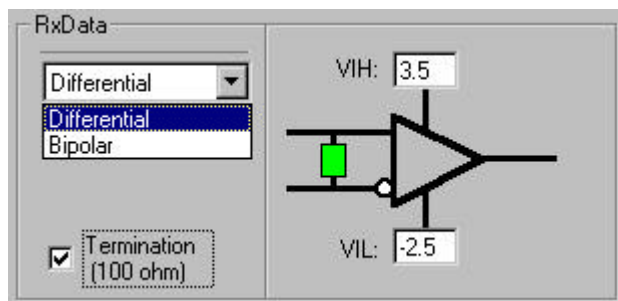 RxData
Differential
Differential
Bipolar
Termination
(100 ohm)
VIH: 3.5
VIL: -2.5